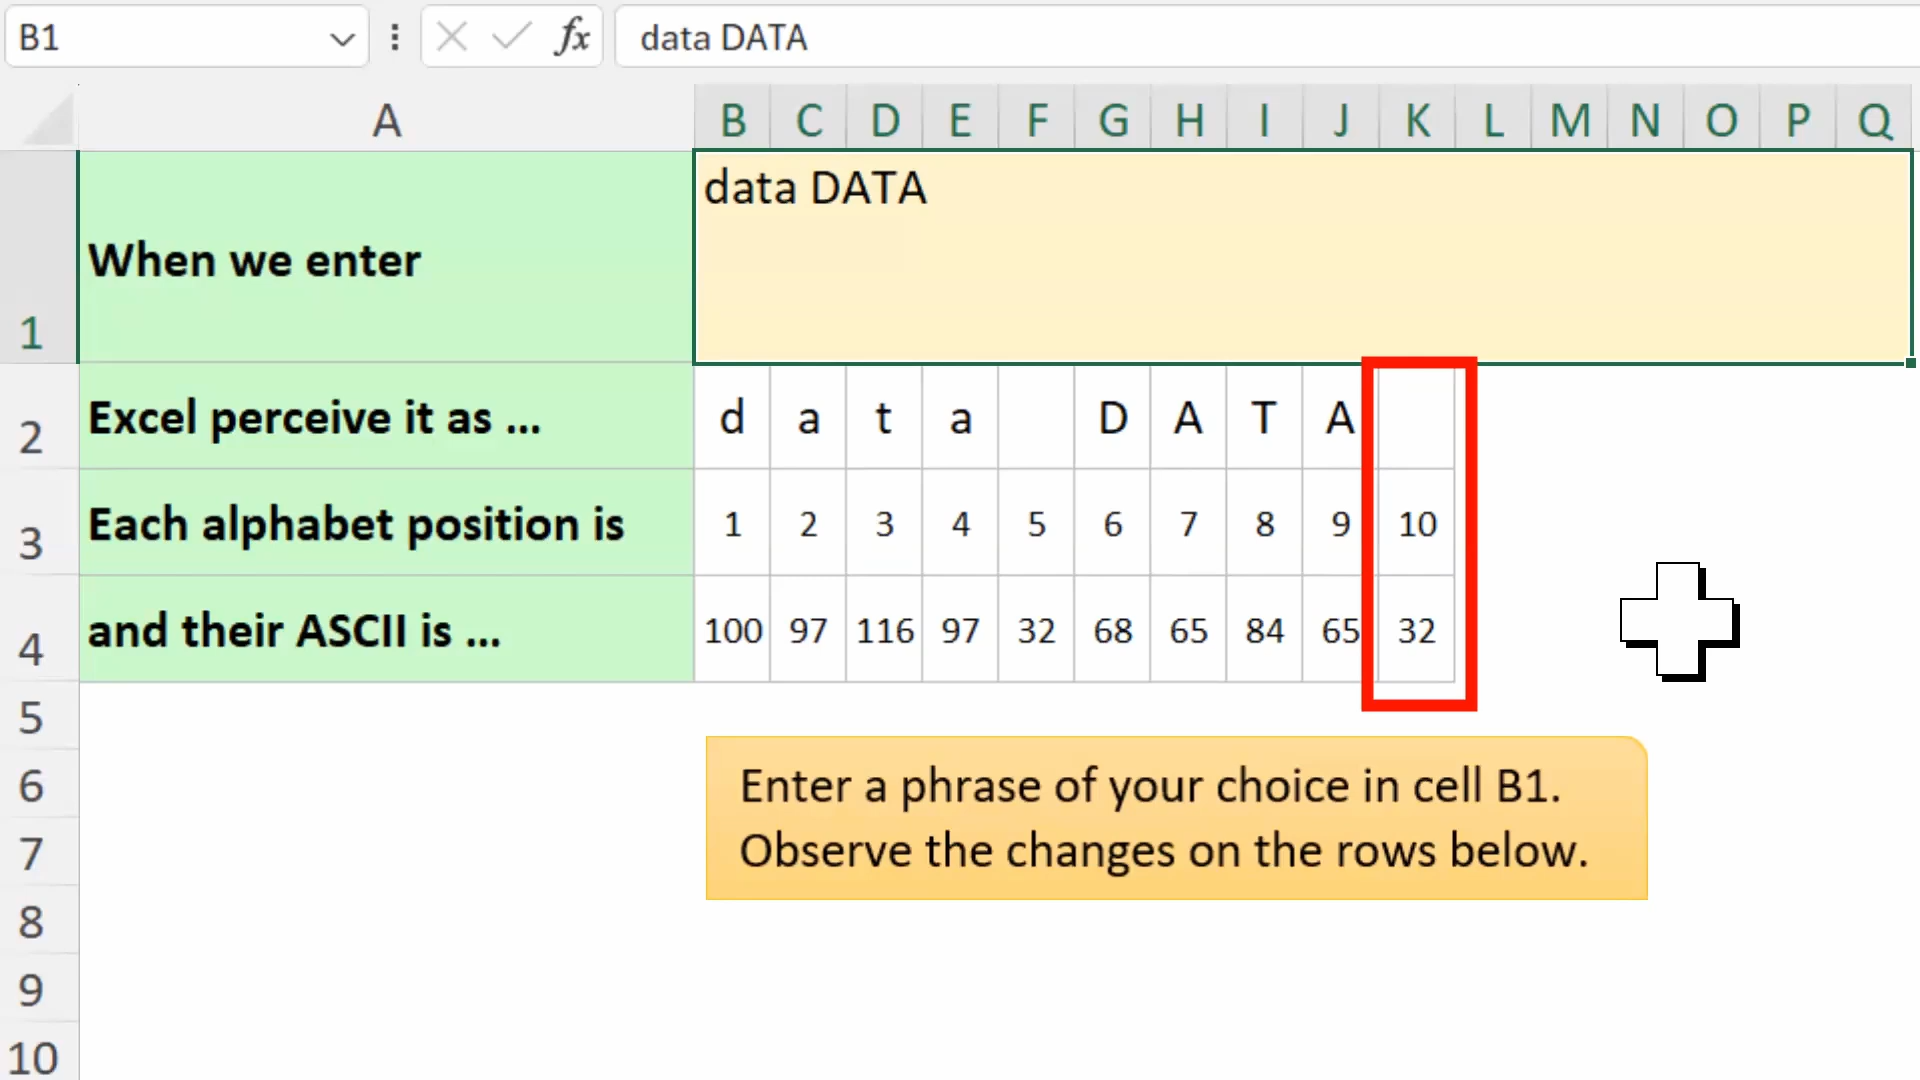 B1 fx data DATA
A B C D E F G H I J K L M N O P Q
1 When we enter data DATA
2 Excel perceive it as ... d a t a D A T A
3 Each alphabet position is 1 2 3 4 5 6 7 8 9 10
4 and their ASCII is ... 100 97 116 97 32 68 65 84 65 32
5
6 Enter a phrase of your choice in cell B1.
7 Observe the changes on the rows below.
8
9
10